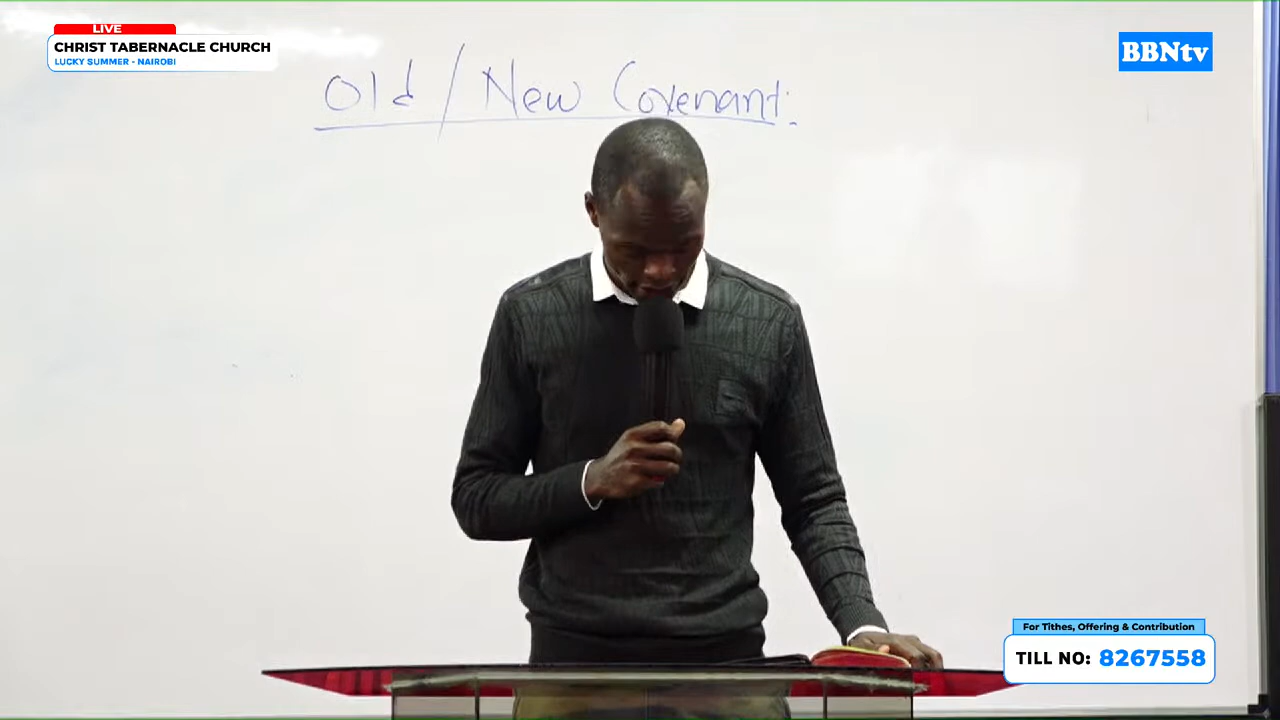 LIVE
CHRIST TABERNACLE CHURCH
LUCKY SUMMER - NAIROBI
BBNtv
Old / New Covenant.
For Tithes, Offering & Contribution
TILL NO: 8267558